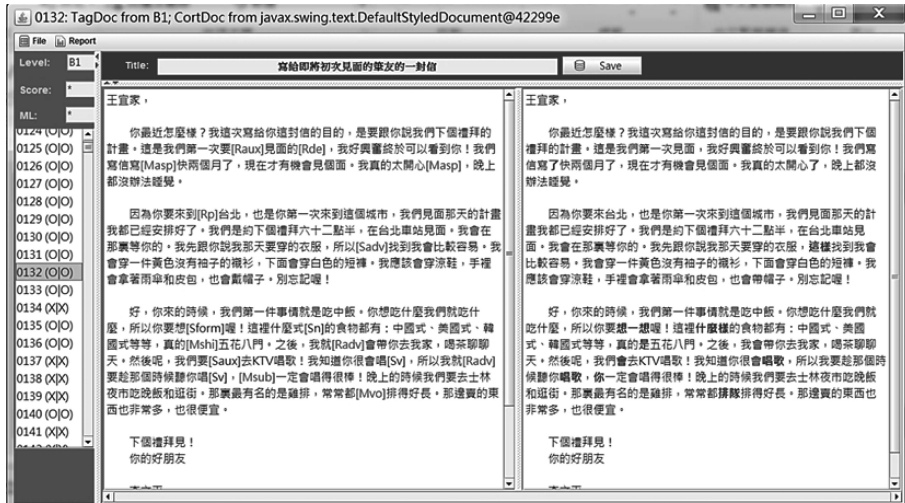 0132: TagDoc from B1; CortDoc from javax.swing.text.DefaultStyledDocument@42299e
File Report
Level: B1
Title: 寫給即將初次見面的筆友的一封信 Save
Score: *
ML: *
0124 (O|O)
0125 (O|O)
0126 (O|O)
0127 (O|O)
0128 (O|O)
0129 (O|O)
0130 (O|O)
0131 (O|O)
0132 (O|O)
0133 (O|O)
0134 (X|X)
0135 (O|O)
0136 (O|O)
0137 (X|X)
0138 (X|X)
0139 (X|X)
0140 (O|O)
0141 (X|X)
王宜家，
你最近怎麼樣？我這次寫給你這封信的目的，是要跟你說我們下個禮拜的
計畫。這是我們第一次要[Raux]見面的[Rde]，我好興奮終於可以看到你！我們
寫信寫[Masp]快兩個月了，現在才有機會見個面。我真的太開心[Masp]，晚上
都沒辦法睡覺。
因為你要來到[Rp]台北，也是你第一次來到這個城市，我們見面那天的計畫
我都已經安排好了。我們是約下個禮拜六十二點半，在台北車站見面。我會在
那裏等你的。我先跟你說我那天要穿的衣服，所以[Sadv]找到我會比較容易。我
會穿一件黃色沒有袖子的襯衫，下面會穿白色的短褲。我應該會穿涼鞋，手裡
會拿著雨傘和皮包，也會戴帽子。別忘記喔！
好，你來的時候，我們第一件事情就是吃中飯。你想吃什麼我們就吃什
麼，所以你要想[Sform]喔！這裡什麼式[Sn]的食物都有：中國式、美國式、韓
國式等等，真的[Mshi]五花八門。之後，我就[Radv]會帶你去我家，喝茶聊聊
天。然後呢，我們要[Saux]去KTV唱歌！我知道你很會唱[Sv]，所以我就[Radv]
要趁那個時候聽你唱[Sv]，[Msub]一定會唱得很棒！晚上的時候我們要去士林
夜市吃晚飯和逛街。那裏最有名的是雞排，常常都[Mvo]排得好長。那邊賣的東
西也非常多，也很便宜。
下個禮拜見！
你的好朋友
王宜家，
你最近怎麼樣？我這次寫給你這封信的目的，是要跟你說我們下個
禮拜的計畫。這是我們第一次見面，我好興奮終於可以看到你！我們寫
信寫了快兩個月了，現在才有機會見個面。我真的太開心了，晚上都沒
辦法睡覺。
因為你要來台北，也是你第一次來到這個城市，我們見面那天的計
畫我都已經安排好了。我們是約下個禮拜六十二點半，在台北車站見
面。我會在那裏等你的。我先跟你說我那天要穿的衣服，這樣找到我會
比較容易。我會穿一件黃色沒有袖子的襯衫，下面會穿白色的短褲。我
應該會穿涼鞋，手裡會拿著雨傘和皮包，也會帶帽子。別忘記喔！
好，你來的時候，我們第一件事情就是吃中飯。你想吃什麼我們就
吃什麼，所以你要想一想喔！這裡什麼樣的食物都有：中國式、美國
式、韓國式等等，真的是五花八門。之後，我會帶你去我家，喝茶聊聊
天。然後呢，我們會去KTV唱歌！我知道你很會唱歌，所以我要趁那個時
候聽你唱歌，你一定會唱得很棒！晚上的時候我們要去士林夜市吃晚飯
和逛街。那裏最有名的是雞排，常常都排隊排得好長。那邊賣的東西也
非常多，也很便宜。
下個禮拜見！
你的好朋友